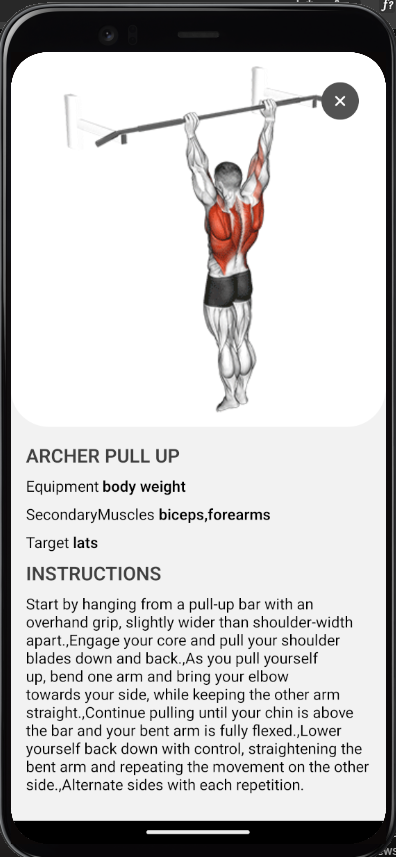 ƒ?
ARCHER PULL UP
Equipment body weight
SecondaryMuscles biceps,forearms
Target lats
INSTRUCTIONS
Start by hanging from a pull-up bar with an
overhand grip, slightly wider than shoulder-width
apart.,Engage your core and pull your shoulder
blades down and back.,As you pull yourself
up, bend one arm and bring your elbow
towards your side, while keeping the other arm
straight.,Continue pulling until your chin is above
the bar and your bent arm is fully flexed.,Lower
yourself back down with control, straightening the
bent arm and repeating the movement on the other
side.,Alternate sides with each repetition.